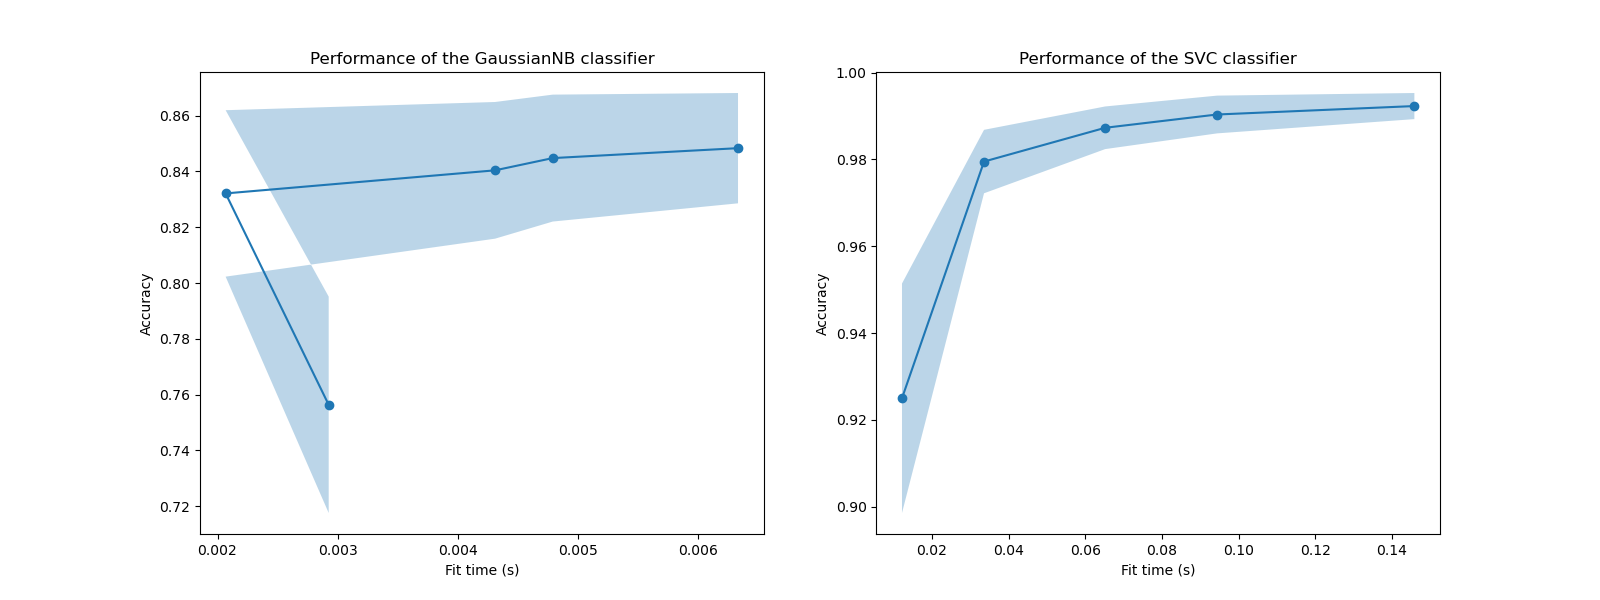 Performance of the GaussianNB classifier
Accuracy
0.86
0.84
0.82
0.80
0.78
0.76
0.74
0.72
0.002 0.003 0.004 0.005 0.006
Fit time (s)
Performance of the SVC classifier
Accuracy
1.00
0.98
0.96
0.94
0.92
0.90
0.02 0.04 0.06 0.08 0.10 0.12 0.14
Fit time (s)